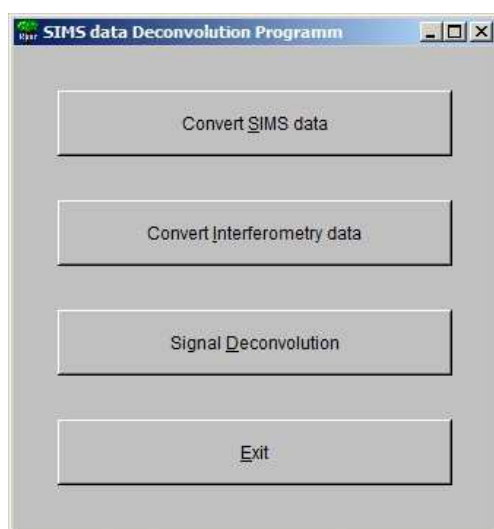 SIMS data Deconvolution Programm
Convert SIMS data
Convert Interferometry data
Signal Deconvolution
Exit